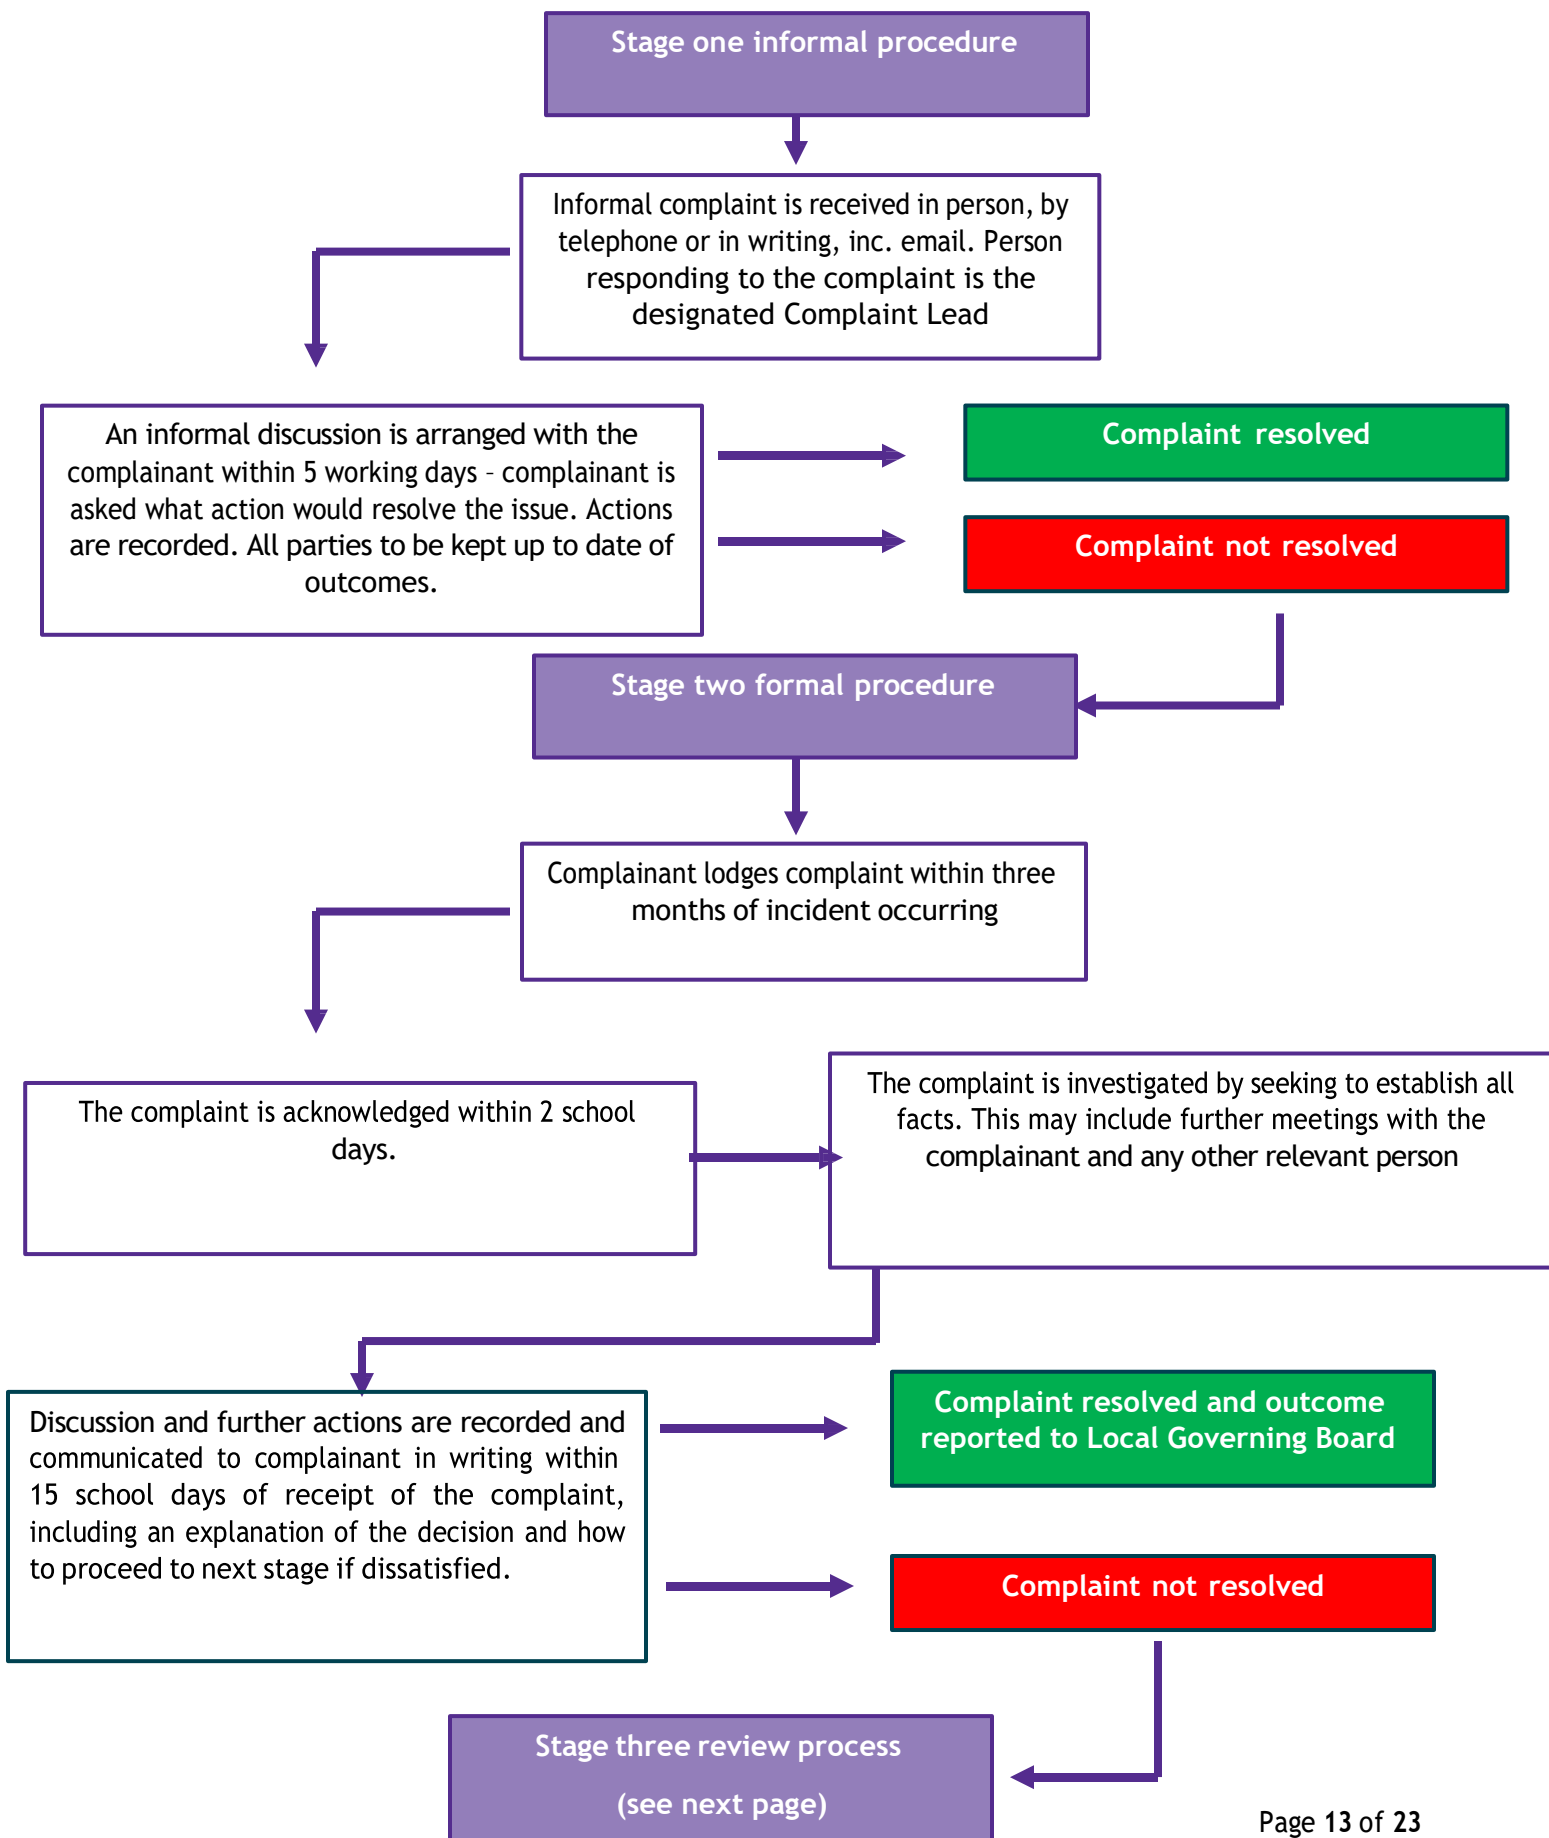 Stage one informal procedure
Informal complaint is received in person, by
telephone or in writing, inc. email. Person
responding to the complaint is the
designated Complaint Lead
An informal discussion is arranged with the
complainant within 5 working days – complainant is
asked what action would resolve the issue. Actions
are recorded. All parties to be kept up to date of
outcomes.
Complaint resolved
Complaint not resolved
Stage two formal procedure
Complainant lodges complaint within three
months of incident occurring
The complaint is acknowledged within 2 school
days.
The complaint is investigated by seeking to establish all
facts. This may include further meetings with the
complainant and any other relevant person
Discussion and further actions are recorded and
communicated to complainant in writing within
15 school days of receipt of the complaint,
including an explanation of the decision and how
to proceed to next stage if dissatisfied.
Complaint resolved and outcome
reported to Local Governing Board
Complaint not resolved
Stage three review process
(see next page)
Page 13 of 23